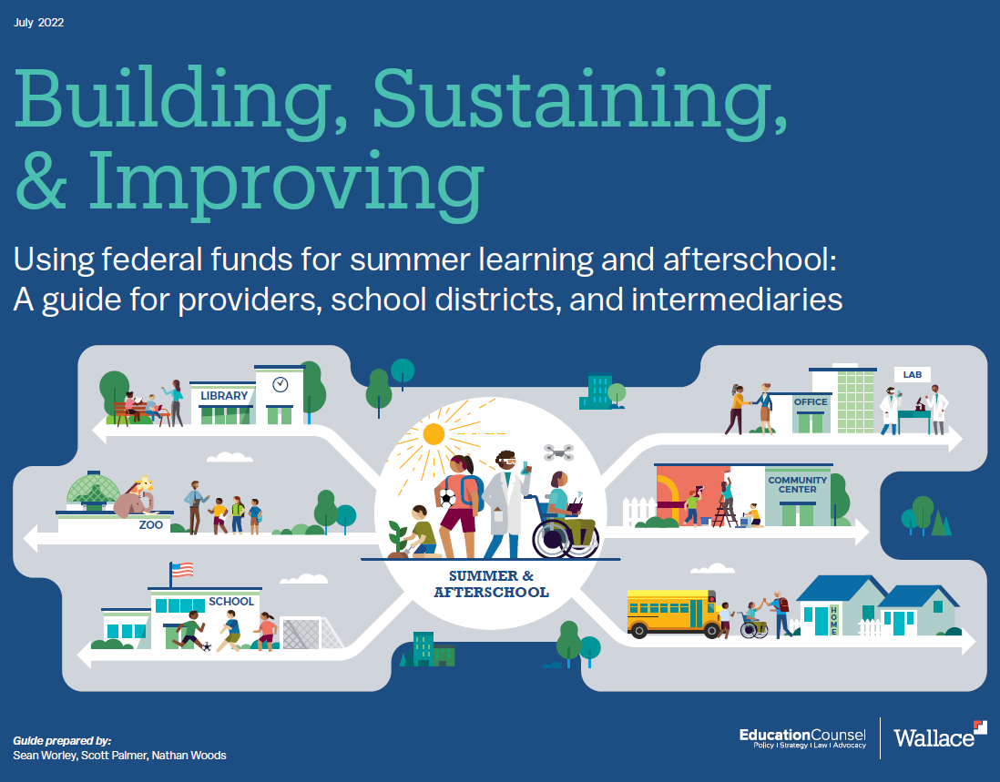 July 2022
Building, Sustaining,
& Improving
Using federal funds for summer learning and afterschool:
A guide for providers, school districts, and intermediaries
LIBRARY
ZOO
SCHOOL
SUMMER &
AFTERSCHOOL
OFFICE
LAB
COMMUNITY
CENTER
HOME
Guide prepared by:
Sean Worley, Scott Palmer, Nathan Woods
EducationCounsel
Policy | Strategy | Law | Advocacy
Wallace